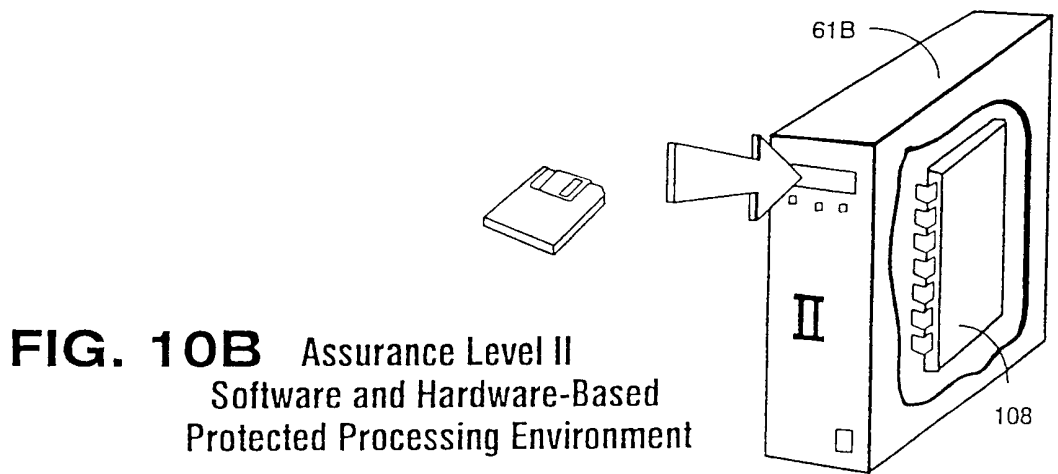 61B
II
FIG. 10B Assurance Level II
Software and Hardware-Based
Protected Processing Environment
108